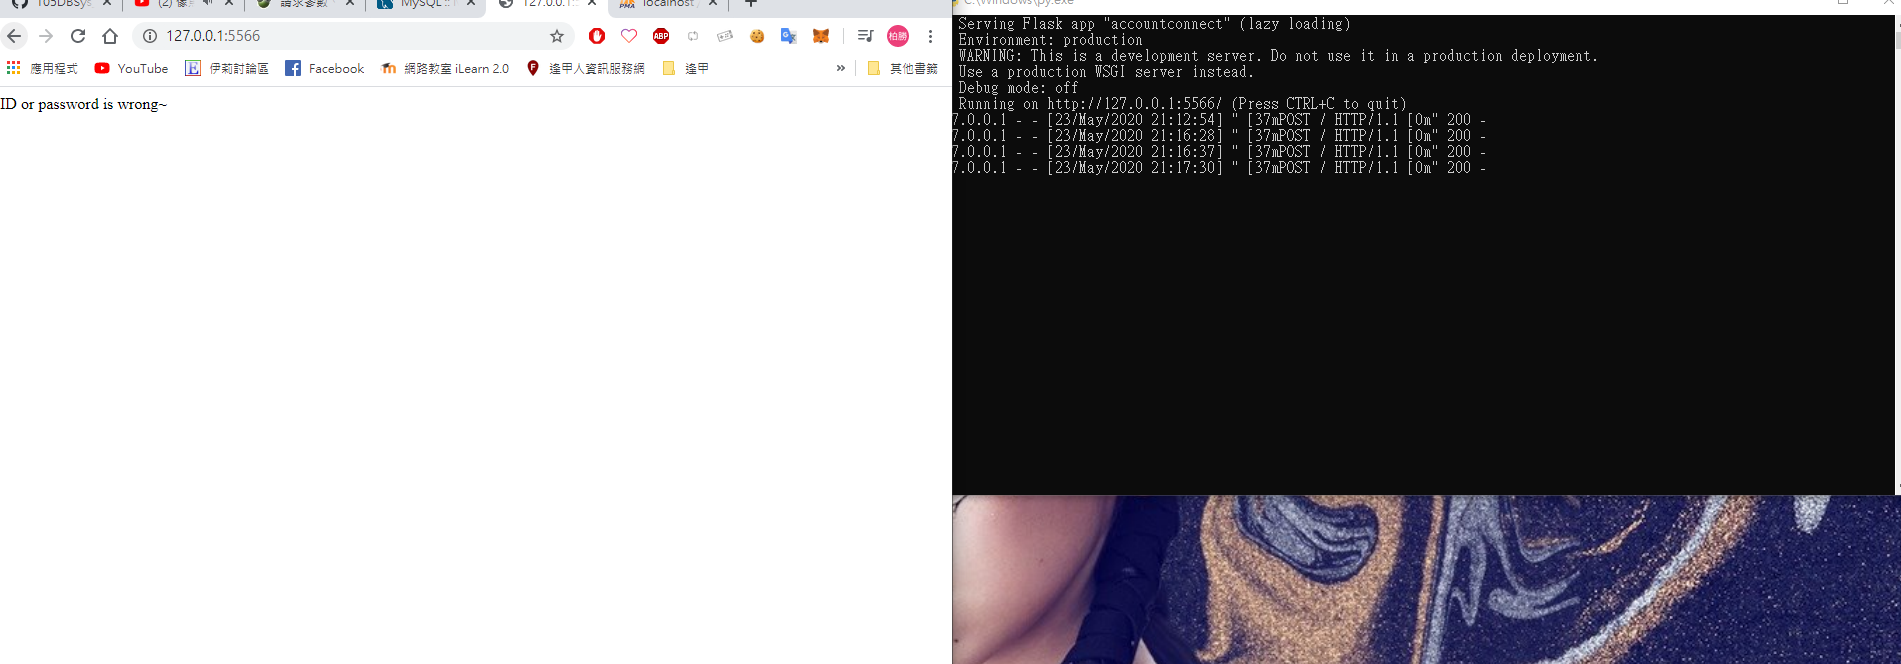 105DBSys
(2) 像
請求參數
MySQL ::
127.0.0.1:
localhost
127.0.0.1:5566
ABP
柏勝
應用程式
YouTube
伊莉討論區
Facebook
網路教室 iLearn 2.0
逢甲人資訊服務網
逢甲
»
其他書籤
ID or password is wrong~
C:\Windows\py.exe
Serving Flask app "accountconnect" (lazy loading)
Environment: production
WARNING: This is a development server. Do not use it in a production deployment.
Use a production WSGI server instead.
Debug mode: off
Running on http://127.0.0.1:5566/ (Press CTRL+C to quit)
7.0.0.1 - - [23/May/2020 21:12:54] " [37mPOST / HTTP/1.1 [0m" 200 -
7.0.0.1 - - [23/May/2020 21:16:28] " [37mPOST / HTTP/1.1 [0m" 200 -
7.0.0.1 - - [23/May/2020 21:16:37] " [37mPOST / HTTP/1.1 [0m" 200 -
7.0.0.1 - - [23/May/2020 21:17:30] " [37mPOST / HTTP/1.1 [0m" 200 -